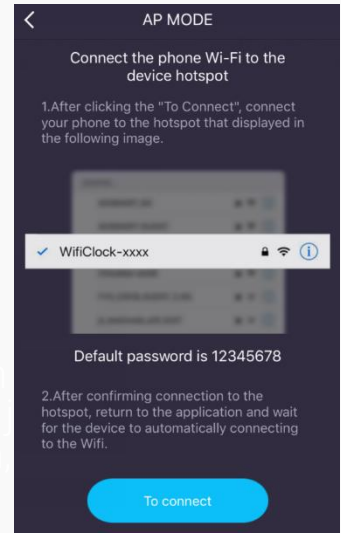 AP MODE
Connect the phone Wi-Fi to the
device hotspot
1.After clicking the "To Connect", connect
your phone to the hotspot that displayed in
the following image.
WifiClock-xxxx
Default password is 12345678
2.After confirming connection to the
hotspot, return to the application and wait
for the device to automatically connecting
to the Wifi.
To connect